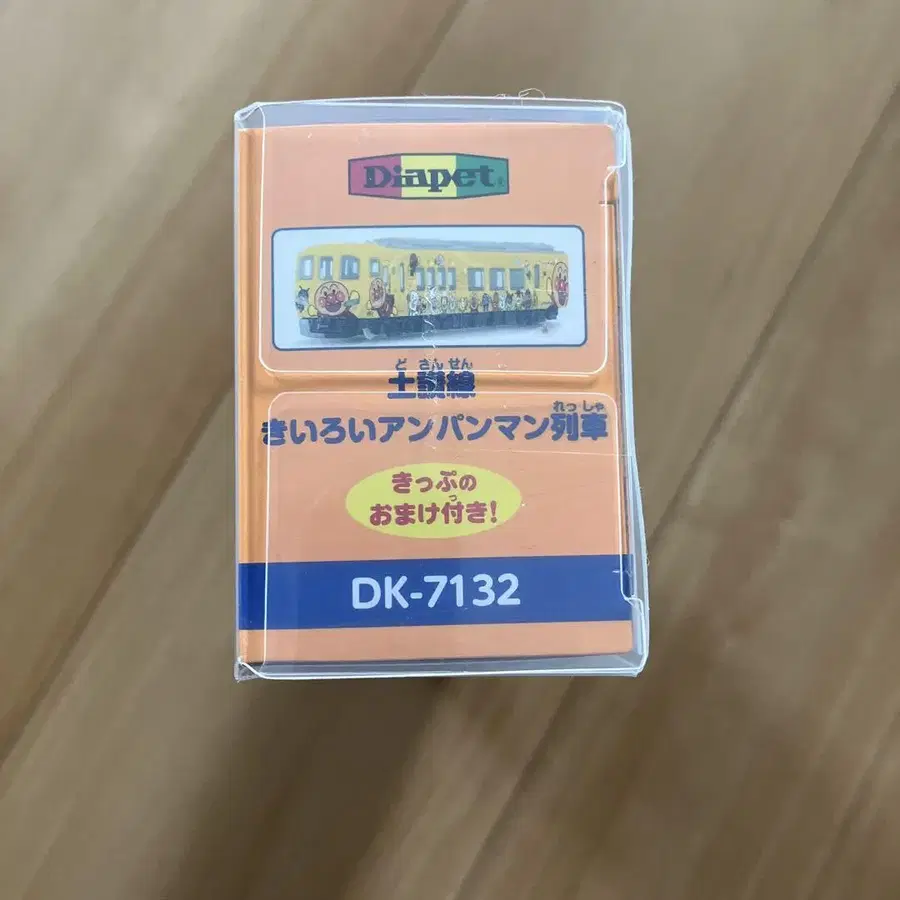 Diapet®
どさんせん
土讃線
れっしゃ
きいろいアンパンマン列車
きっぷの
っ
おまけ付き!
DK-7132